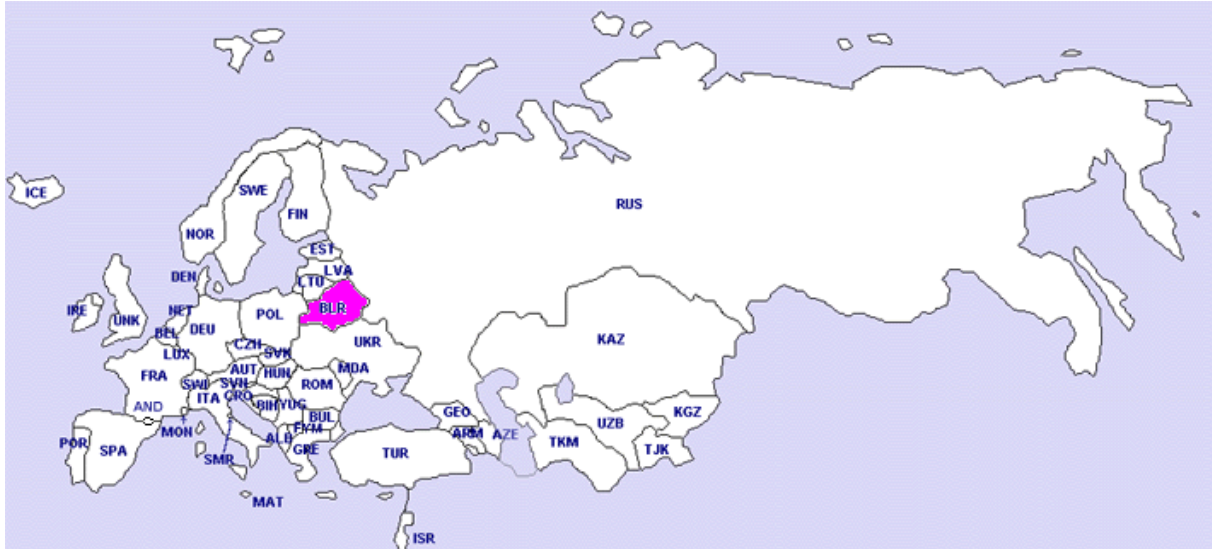 ICE
SWE
FIN
NOR
RUS
EST
LVA
LTU
DEN
IRE
UNK
NET
BEL
DEU
POL
BLR
LUX
CZH
SVK
UKR
KAZ
FRA
SWI
AUT
HUN
MDA
SVN
ROM
ITA
CRO
BIH
YUG
AND
MON
BUL
FYM
ALB
GRE
GEO
ARM
AZE
UZB
KGZ
TKM
TJK
POR
SPA
SMR
TUR
MAT
ISR